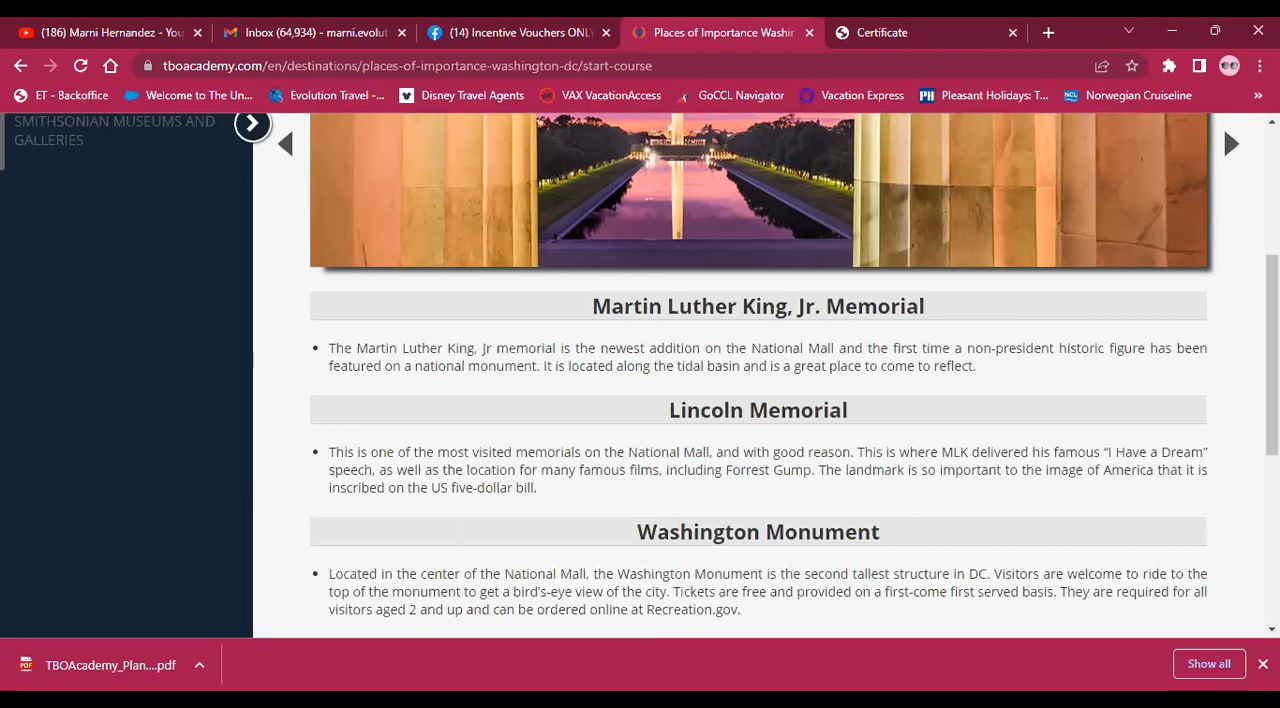 (186) Marni Hernandez - You
Inbox (64,934) - marni.evolut
(14) Incentive Vouchers ONLY
Places of Importance Washin
Certificate
tboacademy.com/en/destinations/places-of-importance-washington-dc/start-course
ET - Backoffice
Welcome to The Un...
Evolution Travel -...
Disney Travel Agents
VAX VacationAccess
GoCCL Navigator
Vacation Express
Pleasant Holidays: T...
Norwegian Cruiseline
»
SMITHSONIAN MUSEUMS AND
GALLERIES
Martin Luther King, Jr. Memorial
• The Martin Luther King, Jr memorial is the newest addition on the National Mall and the first time a non-president historic figure has been
featured on a national monument. It is located along the tidal basin and is a great place to come to reflect.
Lincoln Memorial
• This is one of the most visited memorials on the National Mall, and with good reason. This is where MLK delivered his famous “I Have a Dream”
speech, as well as the location for many famous films, including Forrest Gump. The landmark is so important to the image of America that it is
inscribed on the US five-dollar bill.
Washington Monument
• Located in the center of the National Mall, the Washington Monument is the second tallest structure in DC. Visitors are welcome to ride to the
top of the monument to get a bird’s-eye view of the city. Tickets are free and provided on a first-come first served basis. They are required for all
visitors aged 2 and up and can be ordered online at Recreation.gov.
TBOAcademy_Plan....pdf
Show all